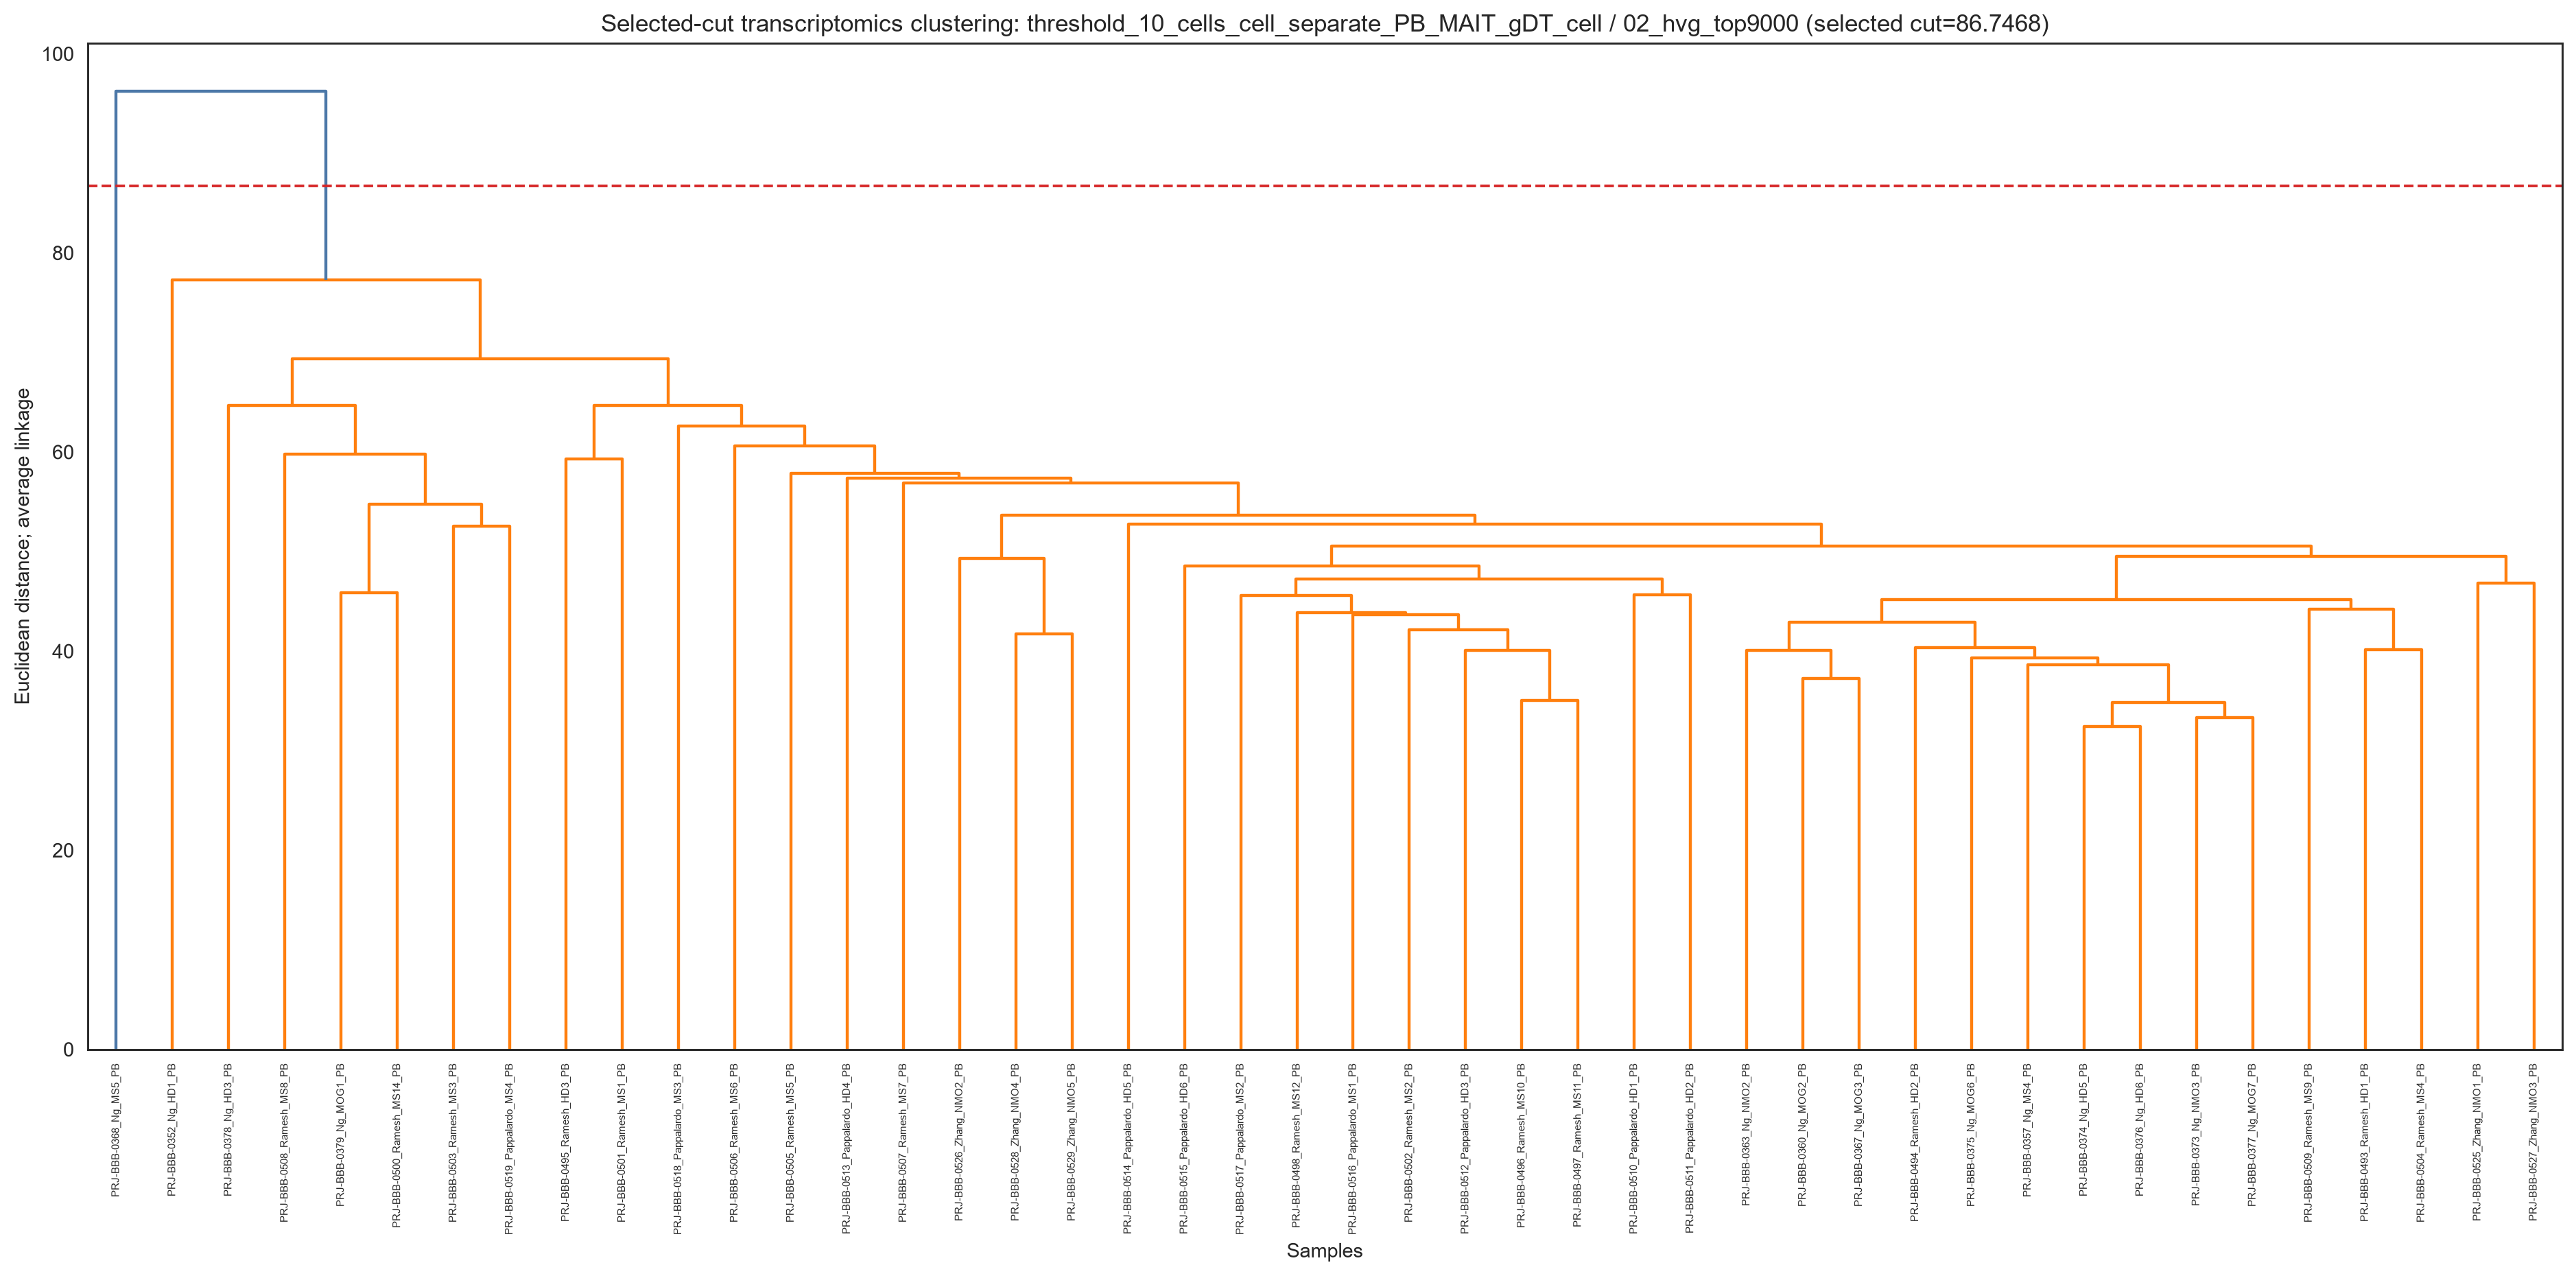 Selected-cut transcriptomics clustering: threshold_10_cells_cell_separate_PB_MAIT_gDT_cell / 02_hvg_top9000 (selected cut=86.7468)
Euclidean distance; average linkage
100
80
60
40
20
0
PRJ-BBB-0368_Ng_MS5_PB
PRJ-BBB-0352_Ng_HD1_PB
PRJ-BBB-0378_Ng_HD3_PB
PRJ-BBB-0508_Ramesh_MS8_PB
PRJ-BBB-0379_Ng_MOG1_PB
PRJ-BBB-0500_Ramesh_MS14_PB
PRJ-BBB-0503_Ramesh_MS3_PB
PRJ-BBB-0519_Pappalardo_MS4_PB
PRJ-BBB-0495_Ramesh_HD3_PB
PRJ-BBB-0501_Ramesh_MS1_PB
PRJ-BBB-0518_Pappalardo_MS3_PB
PRJ-BBB-0506_Ramesh_MS6_PB
PRJ-BBB-0505_Ramesh_MS5_PB
PRJ-BBB-0513_Pappalardo_HD4_PB
PRJ-BBB-0507_Ramesh_MS7_PB
PRJ-BBB-0526_Zhang_NMO2_PB
PRJ-BBB-0528_Zhang_NMO4_PB
PRJ-BBB-0529_Zhang_NMO5_PB
PRJ-BBB-0514_Pappalardo_HD5_PB
PRJ-BBB-0515_Pappalardo_HD6_PB
PRJ-BBB-0517_Pappalardo_MS2_PB
PRJ-BBB-0498_Ramesh_MS12_PB
PRJ-BBB-0516_Pappalardo_MS1_PB
PRJ-BBB-0502_Ramesh_MS2_PB
PRJ-BBB-0512_Pappalardo_HD3_PB
PRJ-BBB-0496_Ramesh_MS10_PB
PRJ-BBB-0497_Ramesh_MS11_PB
PRJ-BBB-0510_Pappalardo_HD1_PB
PRJ-BBB-0511_Pappalardo_HD2_PB
PRJ-BBB-0363_Ng_NMO2_PB
PRJ-BBB-0360_Ng_MOG2_PB
PRJ-BBB-0367_Ng_MOG3_PB
PRJ-BBB-0494_Ramesh_HD2_PB
PRJ-BBB-0375_Ng_MOG6_PB
PRJ-BBB-0357_Ng_MS4_PB
PRJ-BBB-0374_Ng_HD5_PB
PRJ-BBB-0376_Ng_HD6_PB
PRJ-BBB-0373_Ng_NMO3_PB
PRJ-BBB-0377_Ng_MOG7_PB
PRJ-BBB-0509_Ramesh_MS9_PB
PRJ-BBB-0493_Ramesh_HD1_PB
PRJ-BBB-0504_Ramesh_MS4_PB
PRJ-BBB-0525_Zhang_NMO1_PB
PRJ-BBB-0527_Zhang_NMO3_PB
Samples